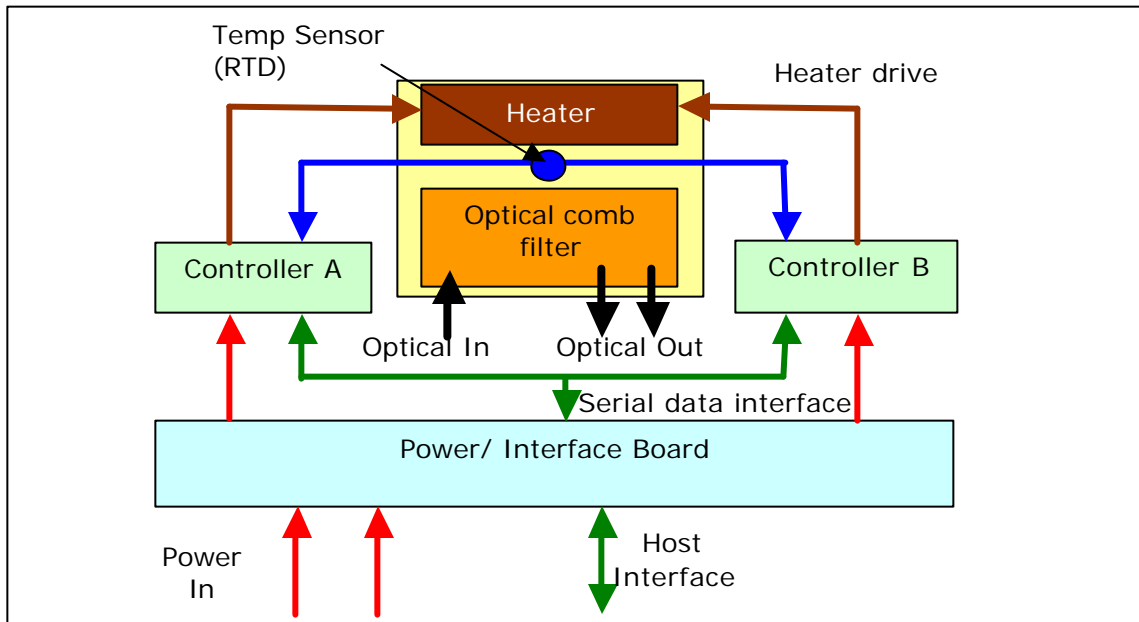 Temp Sensor
(RTD)
Heater drive
Heater
Optical comb
filter
Controller A
Controller B
Optical In
Optical Out
Serial data interface
Power/ Interface Board
Power
In
Host
Interface